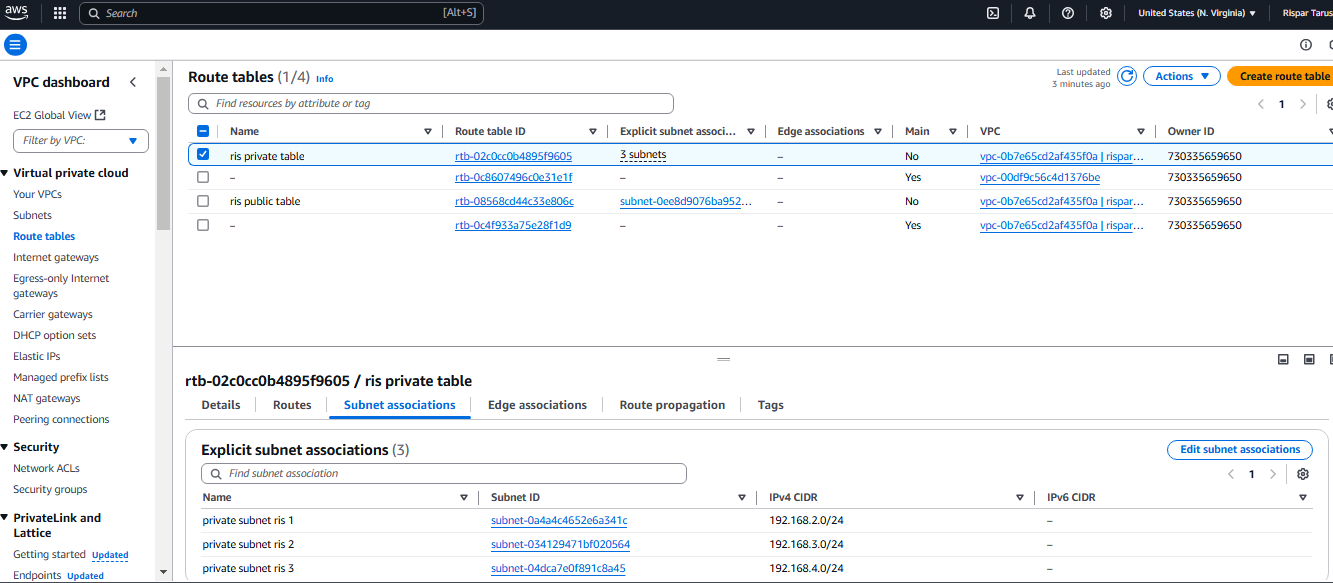 aws Search [Alt+S] United States (N. Virginia) ▼ Rispar Tarus
VPC dashboard
EC2 Global View
Filter by VPC:
Virtual private cloud
Your VPCs
Subnets
Route tables
Internet gateways
Egress-only Internet
gateways
Carrier gateways
DHCP option sets
Elastic IPs
Managed prefix lists
NAT gateways
Peering connections
Security
Network ACLs
Security groups
PrivateLink and
Lattice
Getting started Updated
Endpoints Updated
Route tables (1/4) Info
Last updated
3 minutes ago
Actions ▼ Create route table
Find resources by attribute or tag
1
Name Route table ID Explicit subnet associ... Edge associations Main VPC Owner ID
ris private table rtb-02c0cc0b4895f9605 3 subnets – No vpc-0b7e65cd2af435f0a | rispar... 730335659650
– rtb-0c8607496c0e31e1f – – Yes vpc-00df9c56c4d1376be 730335659650
ris public table rtb-08568cd44c33e806c subnet-0ee8d9076ba952... – No vpc-0b7e65cd2af435f0a | rispar... 730335659650
– rtb-0c4f933a75e28f1d9 – – Yes vpc-0b7e65cd2af435f0a | rispar... 730335659650
rtb-02c0cc0b4895f9605 / ris private table
Details Routes Subnet associations Edge associations Route propagation Tags
Explicit subnet associations (3)
Edit subnet associations
Find subnet association
1
Name Subnet ID IPv4 CIDR IPv6 CIDR
private subnet ris 1 subnet-0a4a4c4652e6a341c 192.168.2.0/24 –
private subnet ris 2 subnet-034129471bf020564 192.168.3.0/24 –
private subnet ris 3 subnet-04dca7e0f891c8a45 192.168.4.0/24 –